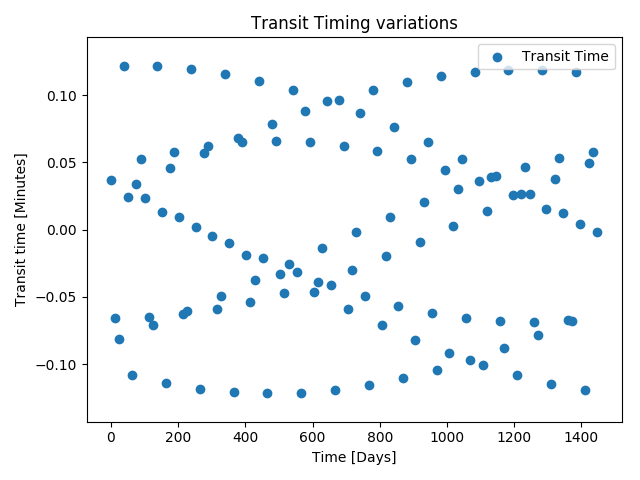 Transit Timing variations
Transit Time
Transit time [Minutes]
0.10
0.05
0.00
−0.05
−0.10
0 200 400 600 800 1000 1200 1400
Time [Days]